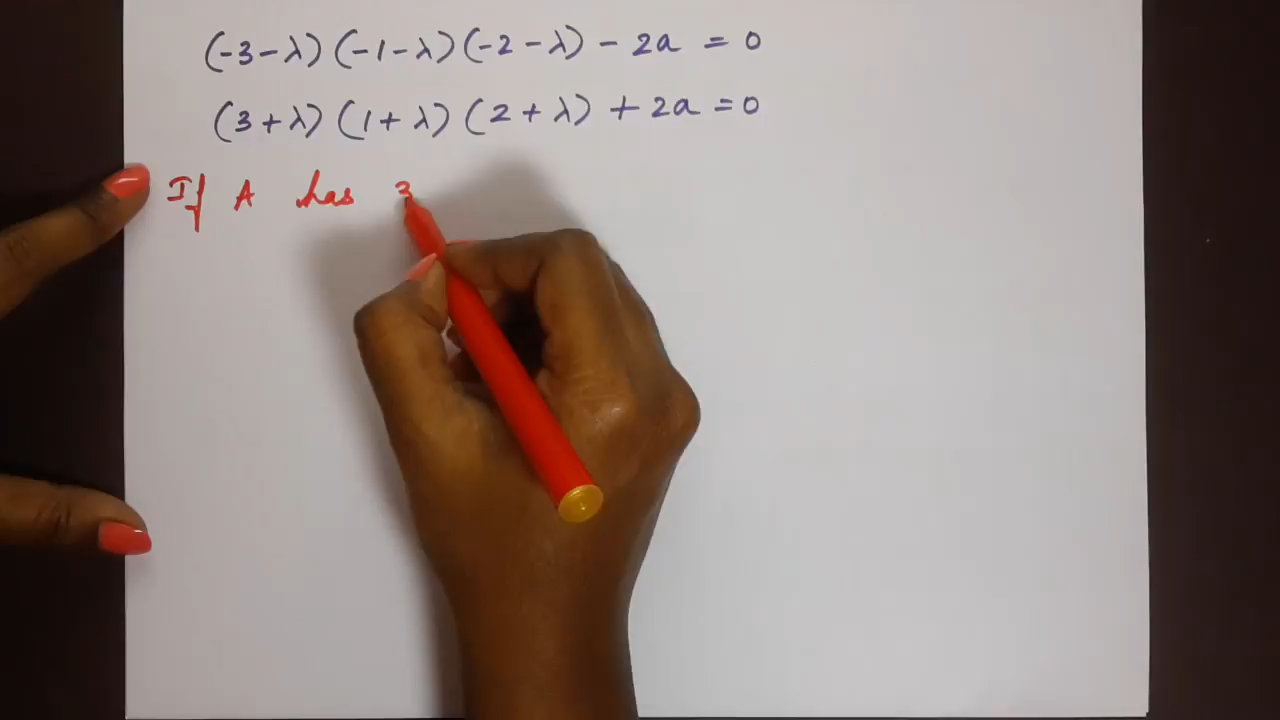 (-3-λ)(-1-λ)(-2-λ) - 2a = 0
(3+λ)(1+λ)(2+λ) + 2a = 0
If A has 3